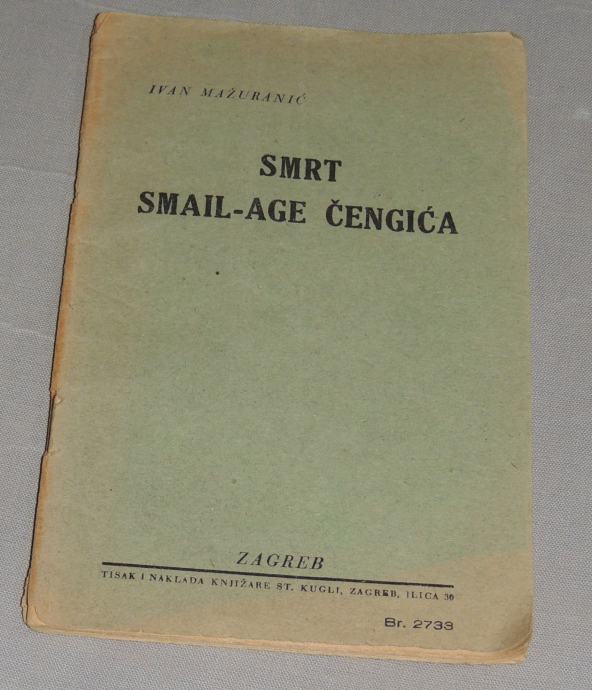 IVAN MAŽURANIĆ
SMRT
SMAIL-AGE ČENGIĆA
ZAGREB
TISAK I NAKLADA KNJIŽARE ST. KUGLI, ZAGREB, ILICA 30
Br. 2733